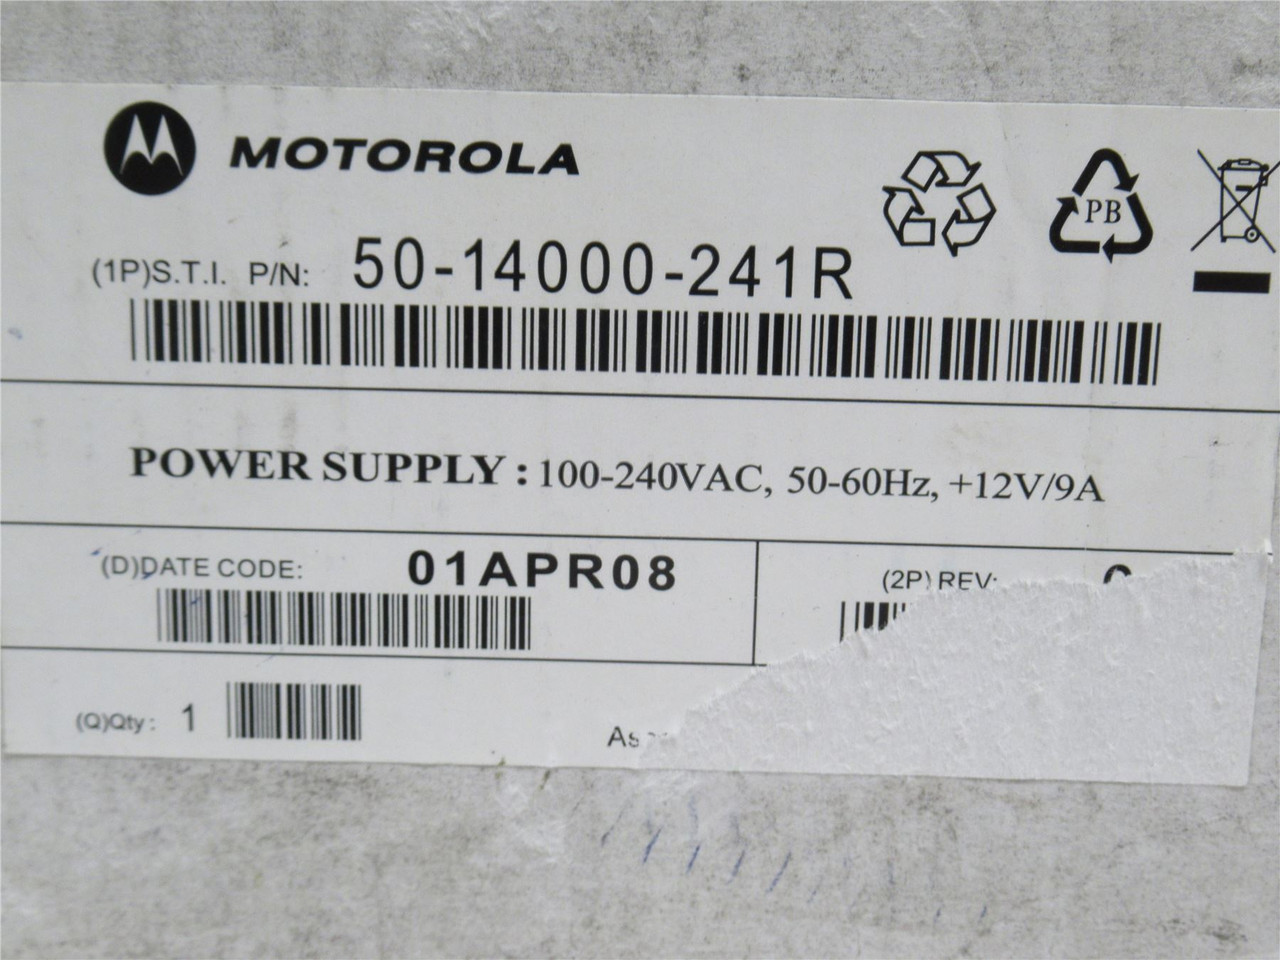 MOTOROLA
PB
(1P)S.T.I. P/N: 50-14000-241R
POWER SUPPLY : 100-240VAC, 50-60Hz, +12V/9A
(D)DATE CODE: 01APR08
(2P) REV:
(Q)Qty : 1